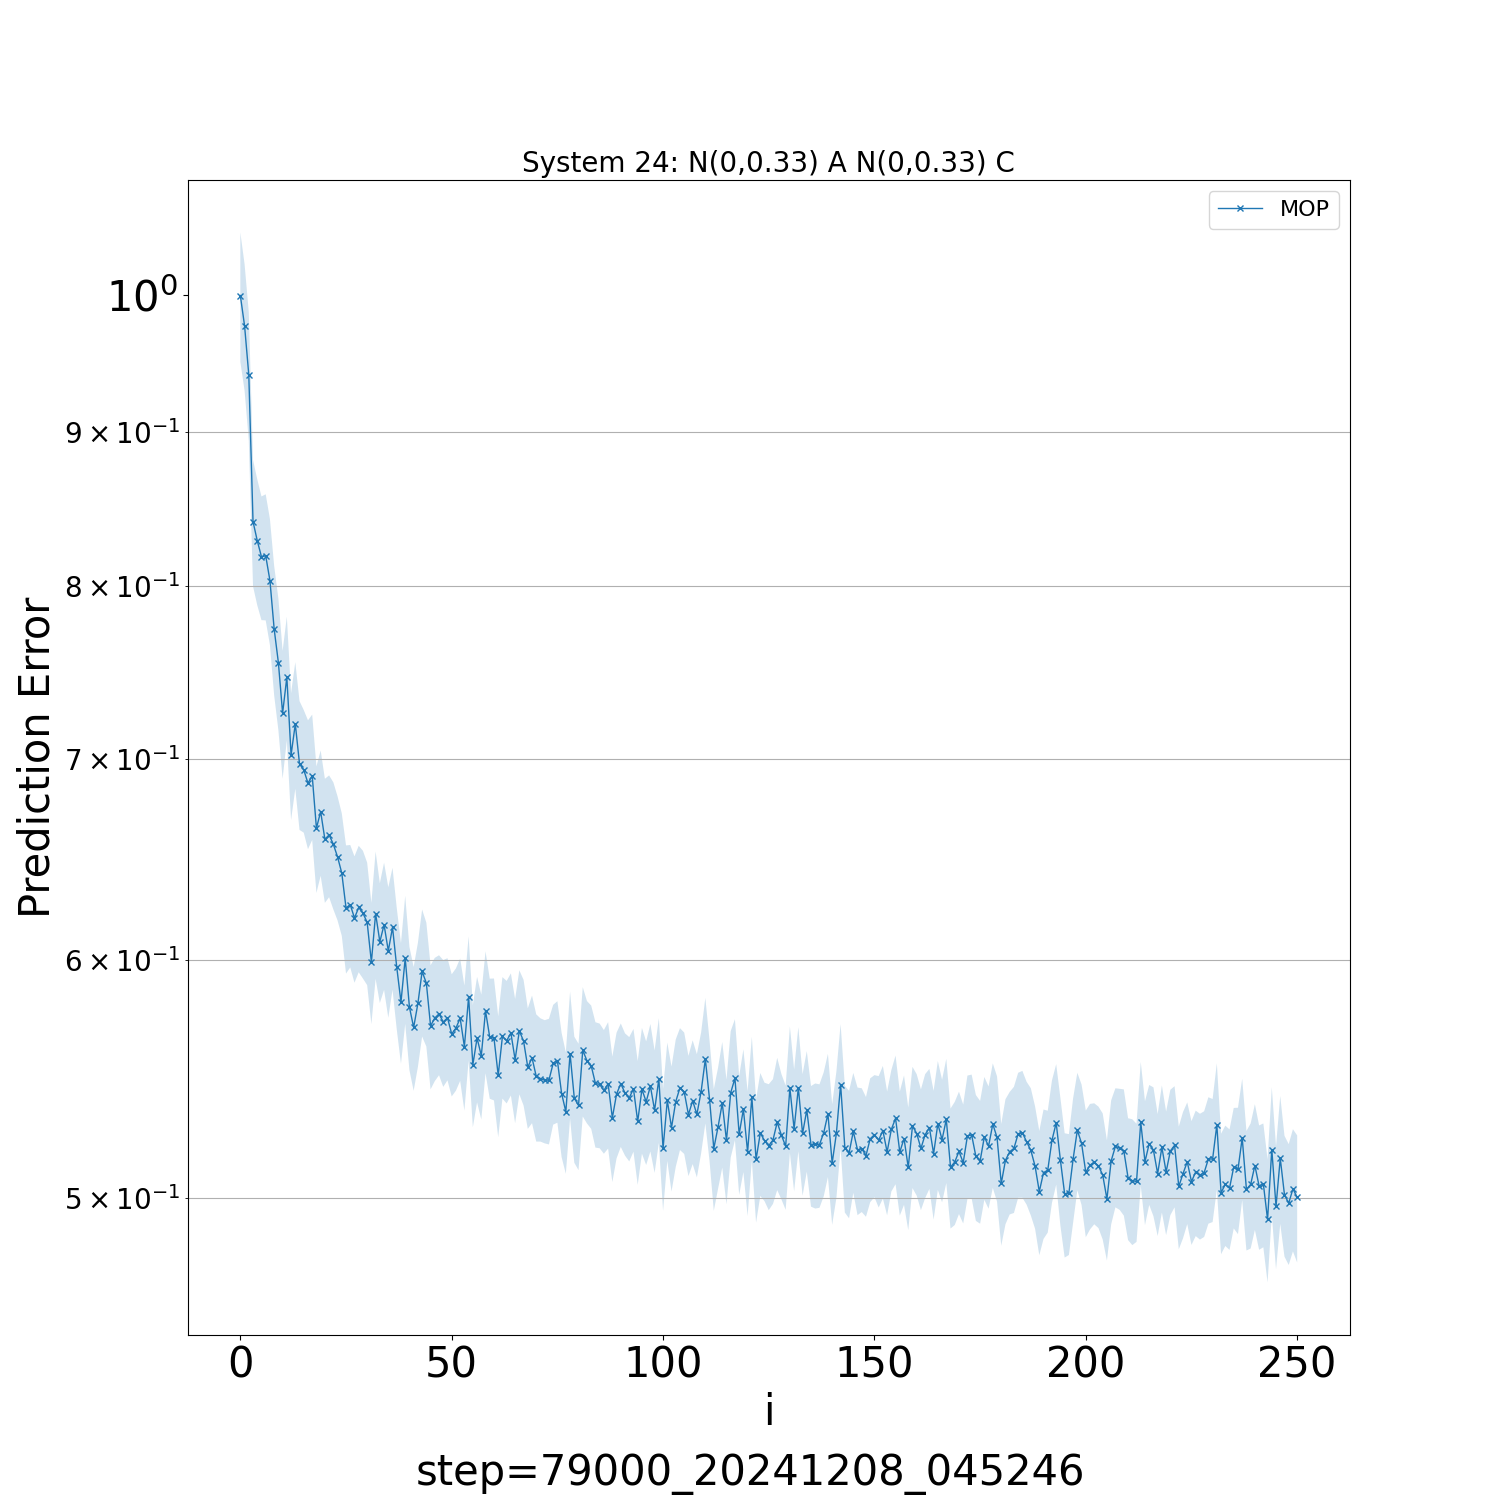 System 24: N(0,0.33) A N(0,0.33) C
MOP
10⁰
9 × 10⁻¹
8 × 10⁻¹
7 × 10⁻¹
6 × 10⁻¹
5 × 10⁻¹
Prediction Error
0 50 100 150 200 250
i
step=79000_20241208_045246